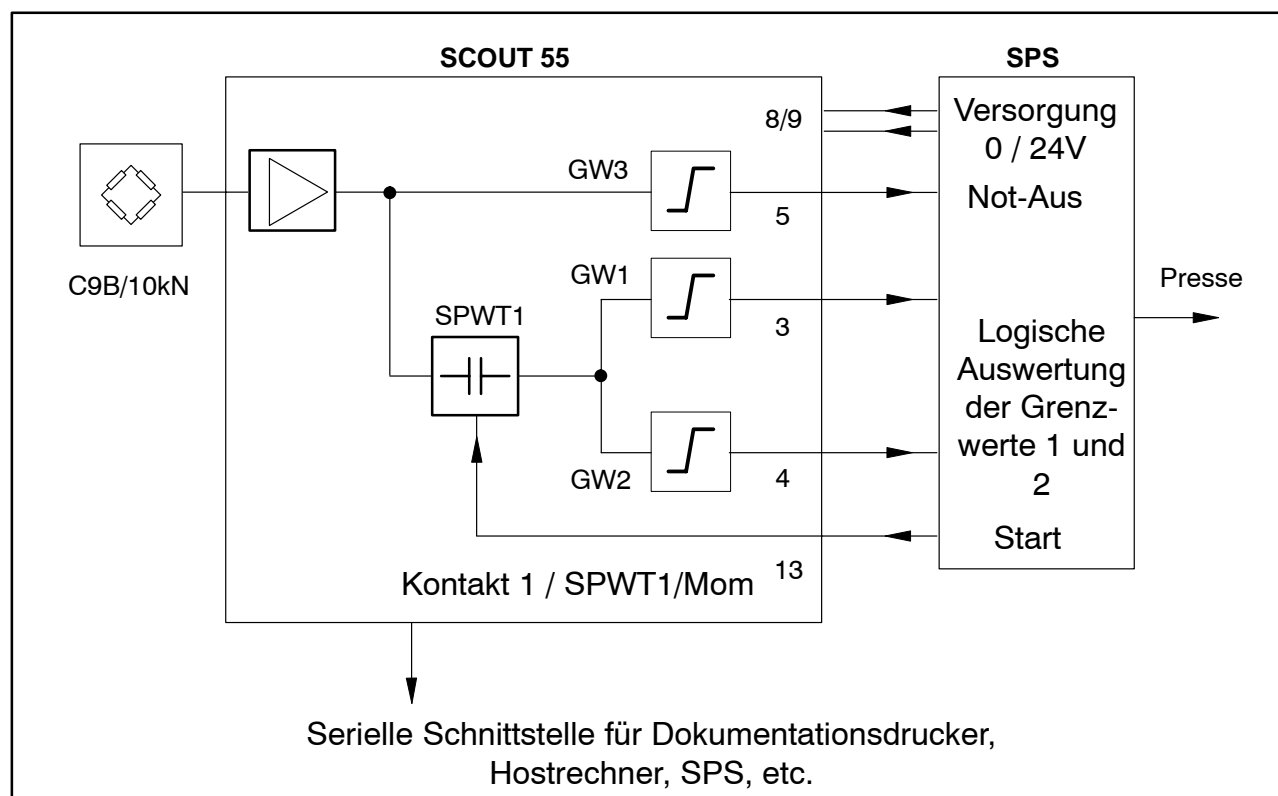 SCOUT 55
SPS
8/9
Versorgung
0 / 24V
GW3
5
Not-Aus
C9B/10kN
GW1
3
Presse
SPWT1
Logische
Auswertung
der Grenz-
werte 1 und
2
GW2
4
Start
13
Kontakt 1 / SPWT1/Mom
Serielle Schnittstelle für Dokumentationsdrucker,
Hostrechner, SPS, etc.